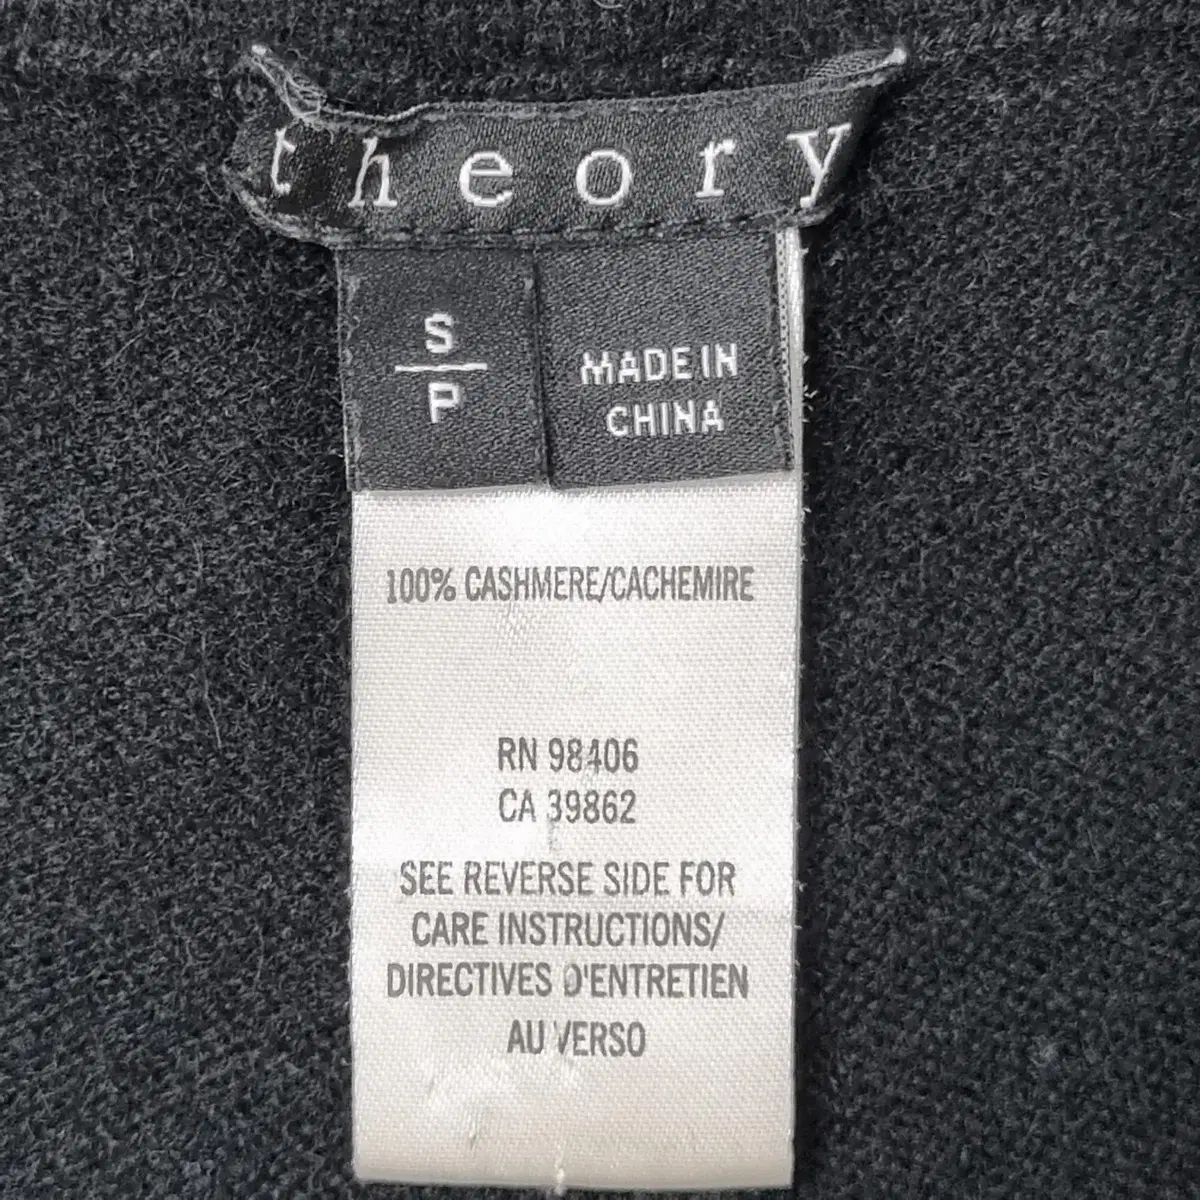 theory
S
P
MADE IN
CHINA
100% CASHMERE/CACHEMIRE
RN 98406
CA 39862
SEE REVERSE SIDE FOR
CARE INSTRUCTIONS/
DIRECTIVES D'ENTRETIEN
AU VERSO